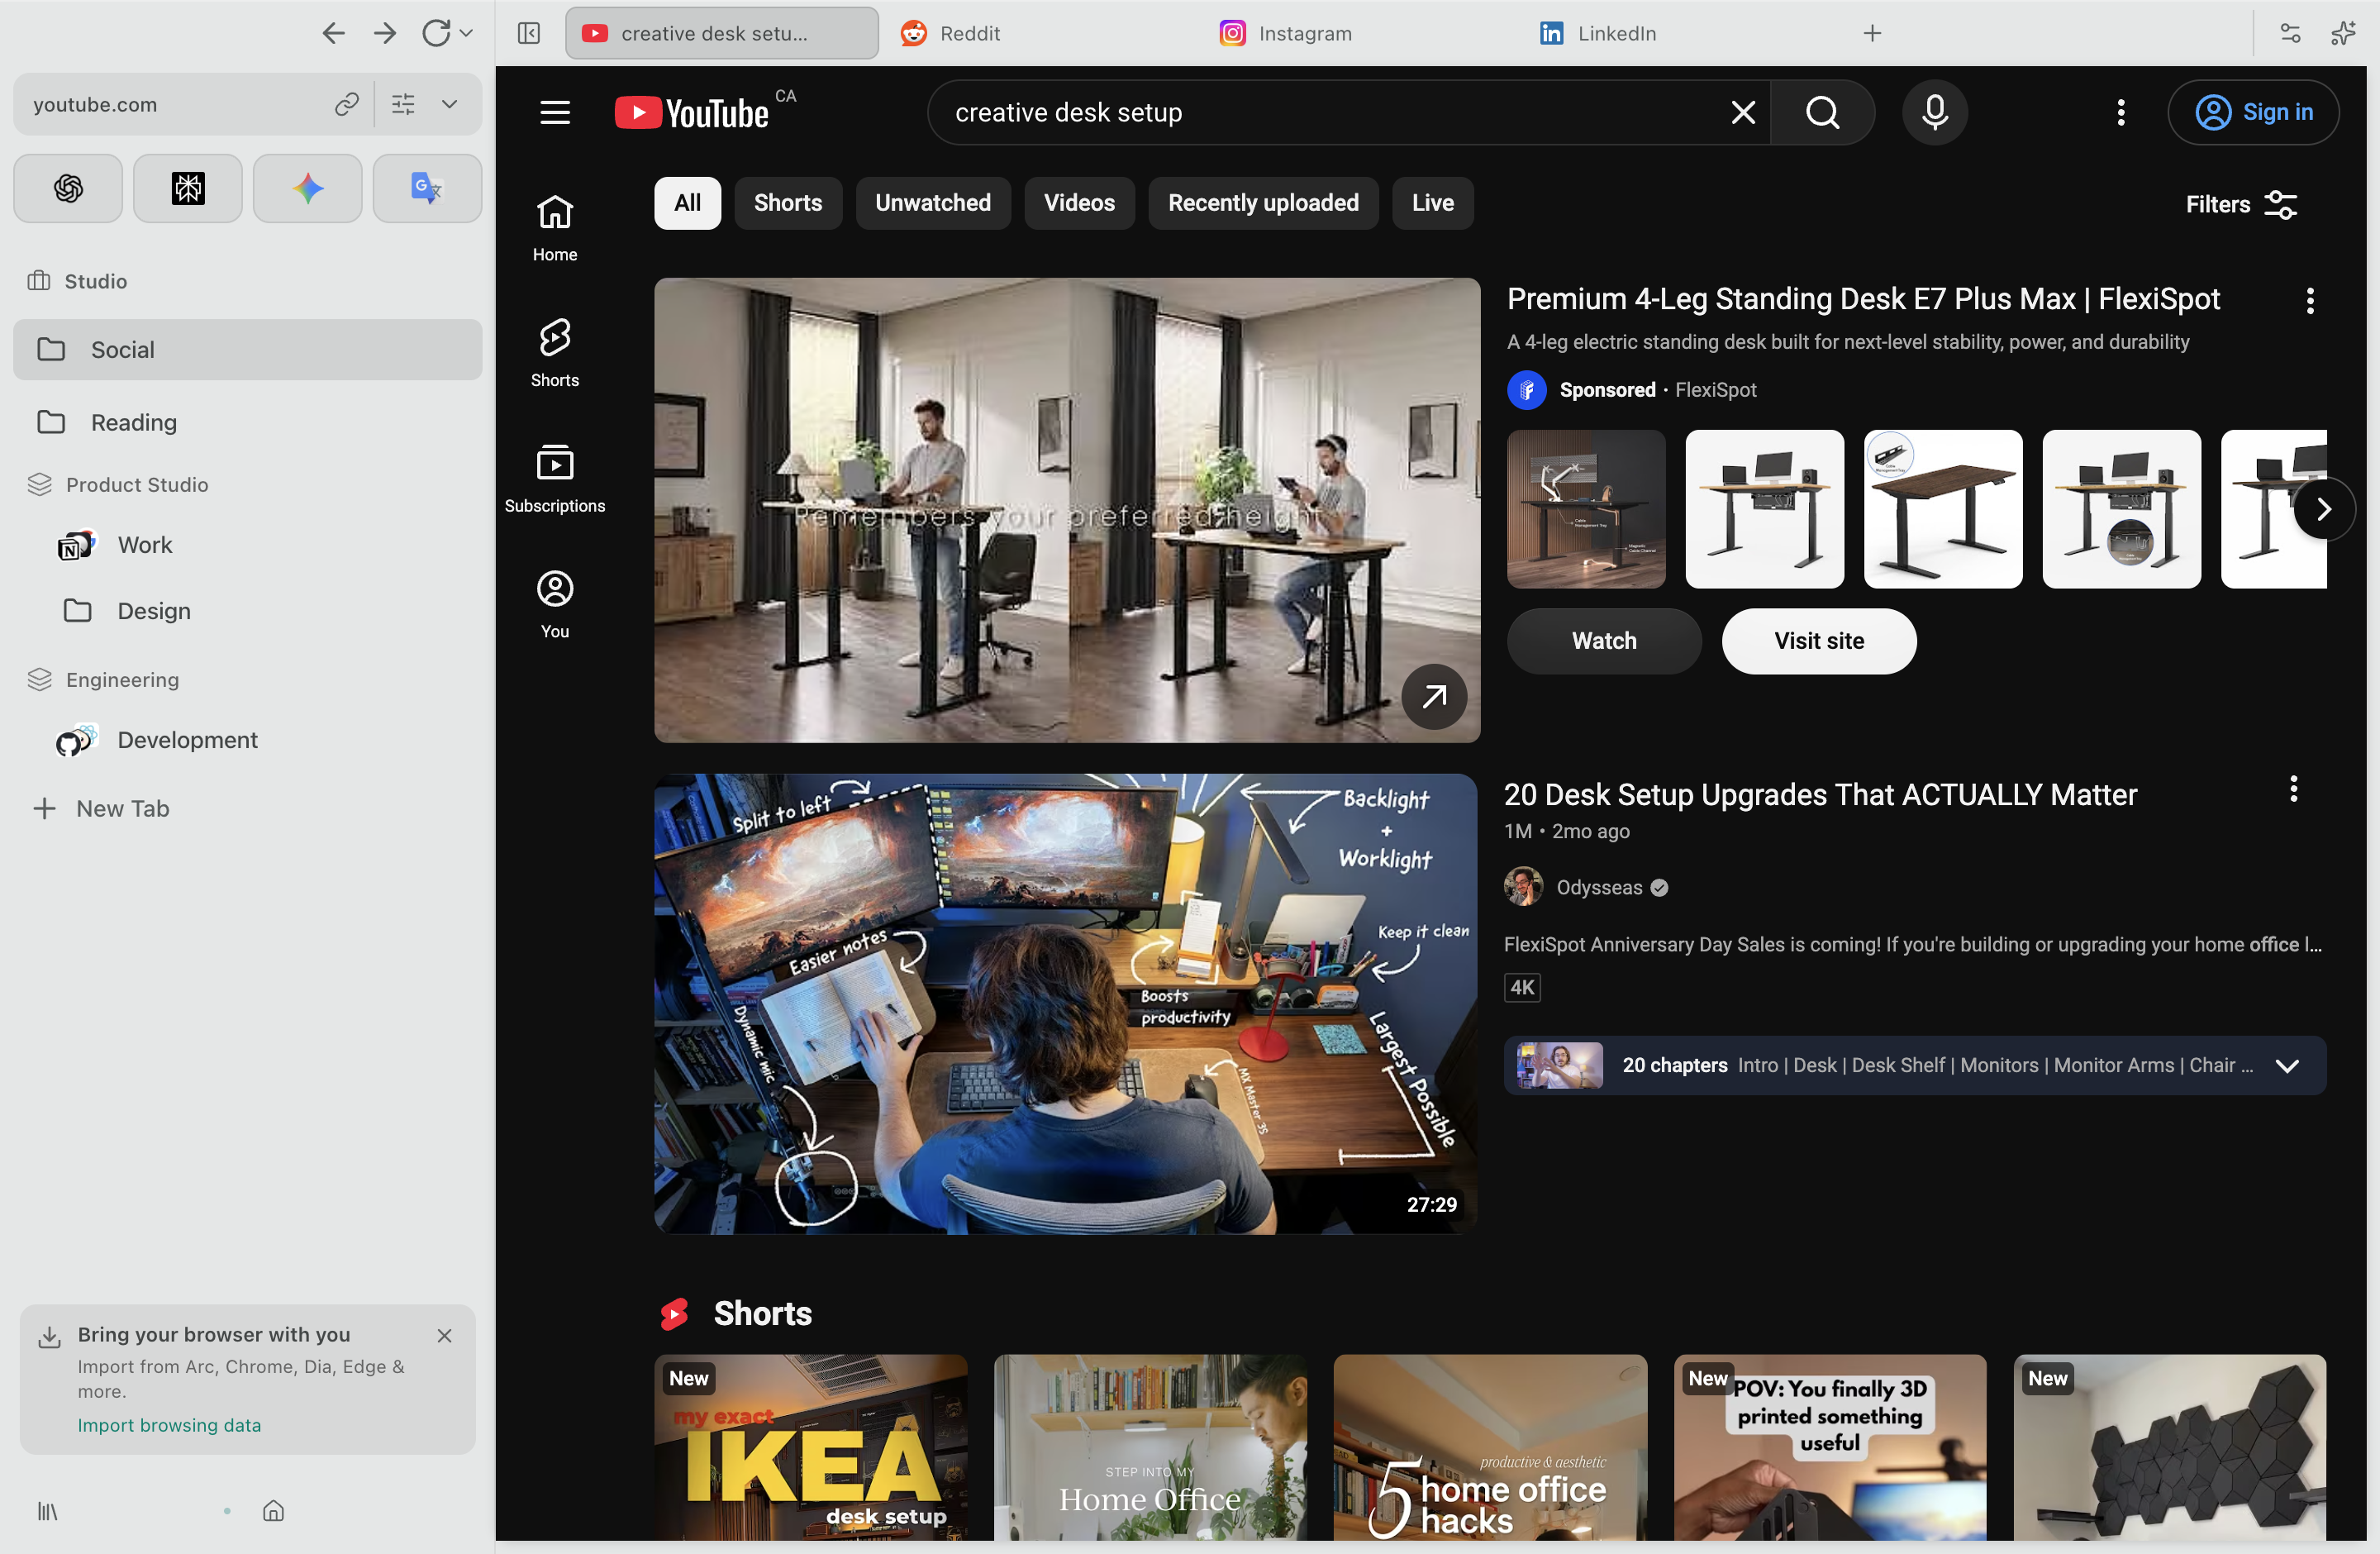 creative desk setu...
Reddit
Instagram
LinkedIn
youtube.com
Studio
Social
Reading
Product Studio
Work
Design
Engineering
Development
New Tab
Bring your browser with you
Import from Arc, Chrome, Dia, Edge &
more.
Import browsing data
YouTube CA
creative desk setup
Sign in
Home
Shorts
Subscriptions
You
All
Shorts
Unwatched
Videos
Recently uploaded
Live
Filters
Remembers your preferred height
Premium 4-Leg Standing Desk E7 Plus Max | FlexiSpot
A 4-leg electric standing desk built for next-level stability, power, and durability
Sponsored · FlexiSpot
Watch
Visit site
Split to left
Backlight
+
Worklight
Easier notes
Keep it clean
Boosts
productivity
Dynamic mic
MX Master 3S
Largest Possible
27:29
20 Desk Setup Upgrades That ACTUALLY Matter
1M • 2mo ago
Odysseas
FlexiSpot Anniversary Day Sales is coming! If you're building or upgrading your home office l...
4K
20 chapters Intro | Desk | Desk Shelf | Monitors | Monitor Arms | Chair ...
Shorts
New
my exact
IKEA
desk setup
STEP INTO MY
Home Office
productive & aesthetic
5 home office
hacks
New
POV: You finally 3D
printed something
useful
New